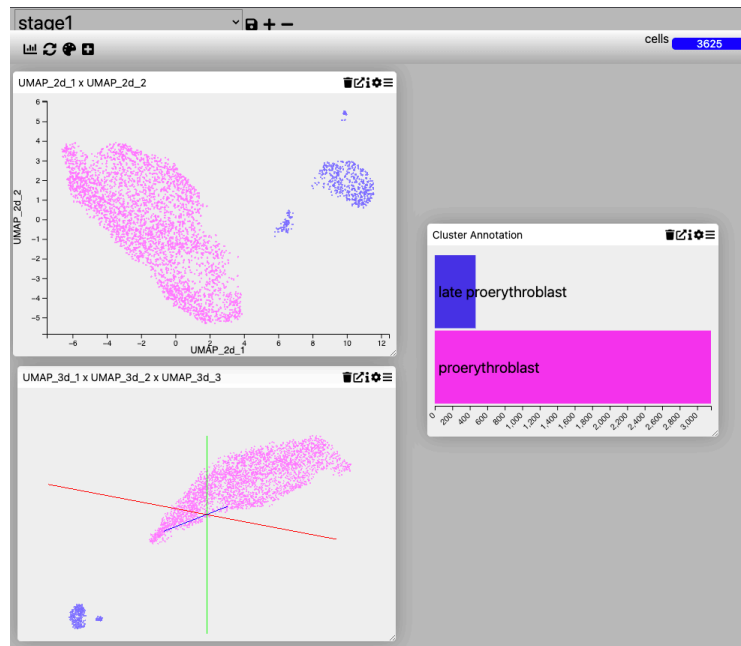 stage1
cells 3625
UMAP_2d_1 x UMAP_2d_2
6
5
4
3
2
1
0
−1
−2
−3
−4
−5
UMAP_2d_2
−6 −4 −2 0 2 4 6 8 10 12
UMAP_2d_1
Cluster Annotation
late proerythroblast
proerythroblast
0 200 400 600 800 1,000 1,200 1,400 1,600 1,800 2,000 2,200 2,400 2,600 2,800 3,000
UMAP_3d_1 x UMAP_3d_2 x UMAP_3d_3